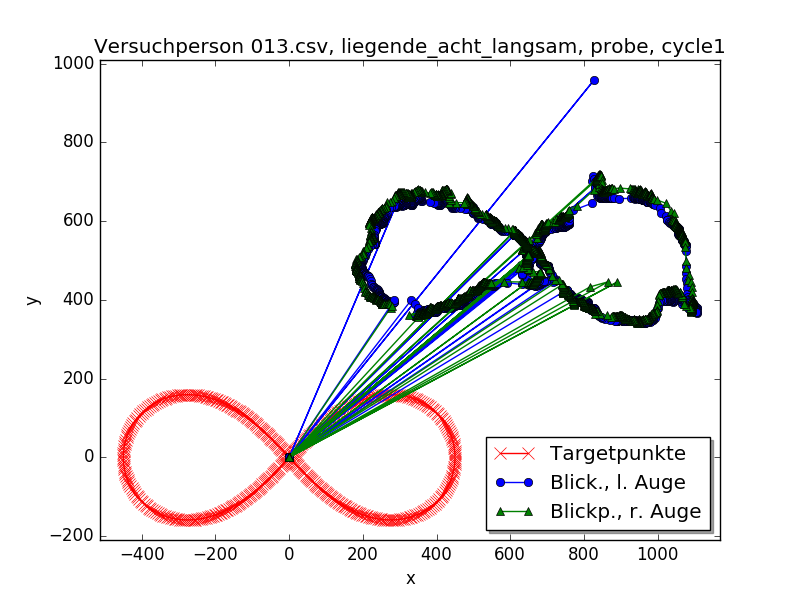 Versuchperson 013.csv, liegende_acht_langsam, probe, cycle1
1000
800
600
400
200
0
−200
y
−400
−200
0
200
400
600
800
1000
x
Targetpunkte
Blick., l. Auge
Blickp., r. Auge